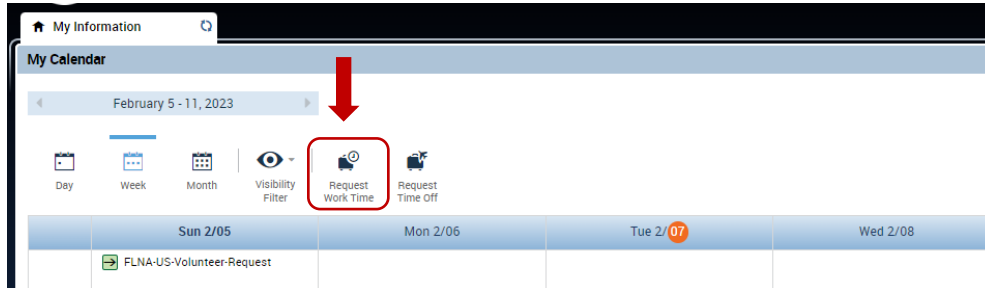 My Information
My Calendar
February 5 - 11, 2023
Day
Week
Month
Visibility
Filter
Request
Work Time
Request
Time Off
Sun 2/05
Mon 2/06
Tue 2/07
Wed 2/08
FLNA-US-Volunteer-Request